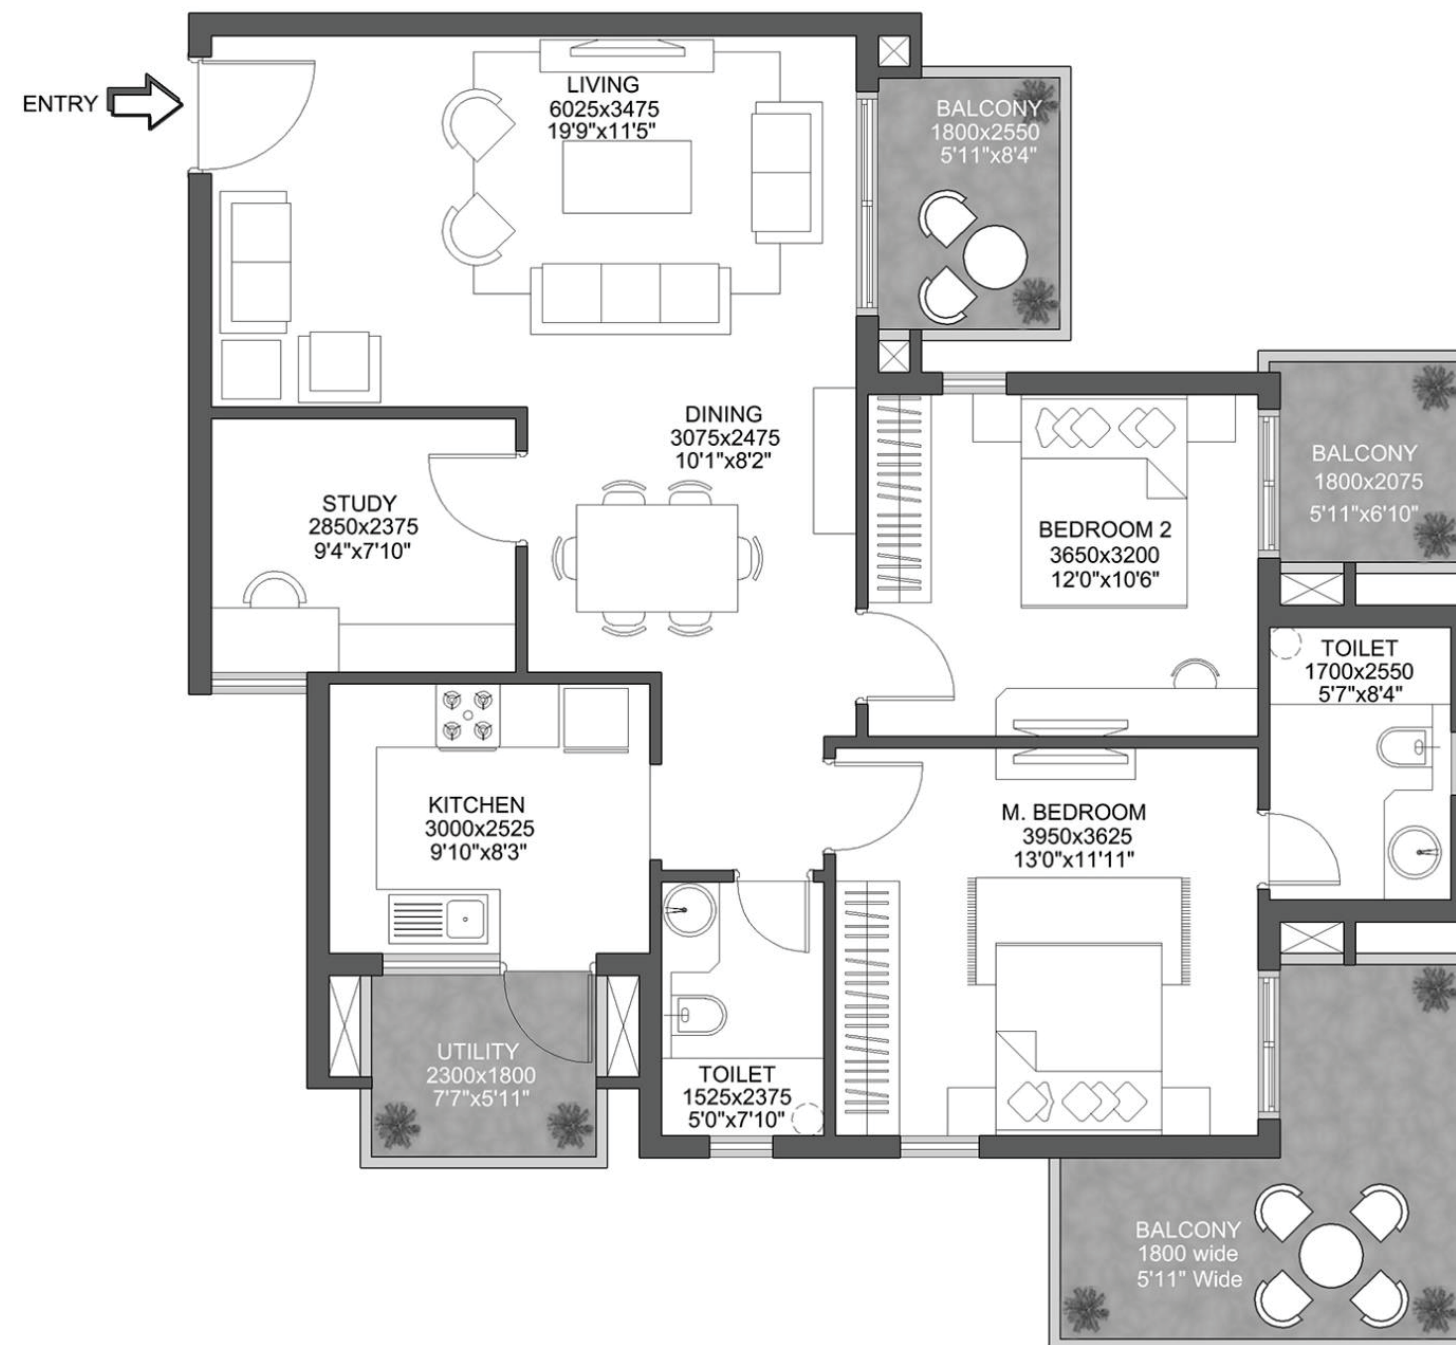 ENTRY
LIVING
6025x3475
19'9"x11'5"
BALCONY
1800x2550
5'11"x8'4"
DINING
3075x2475
10'1"x8'2"
STUDY
2850x2375
9'4"x7'10"
BEDROOM 2
3650x3200
12'0"x10'6"
BALCONY
1800x2075
5'11"x6'10"
TOILET
1700x2550
5'7"x8'4"
KITCHEN
3000x2525
9'10"x8'3"
M. BEDROOM
3950x3625
13'0"x11'11"
UTILITY
2300x1800
7'7"x5'11"
TOILET
1525x2375
5'0"x7'10"
BALCONY
1800 wide
5'11" Wide